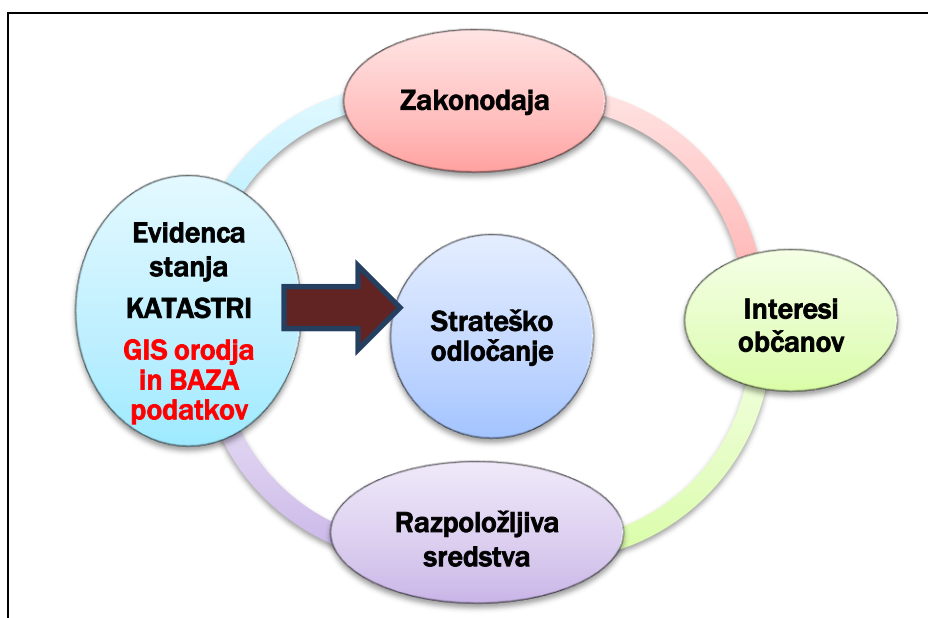 Zakonodaja
Evidenca
stanja
KATASTRI
GIS orodja
in BAZA
podatkov
Strateško
odločanje
Interesi
občanov
Razpoložljiva
sredstva